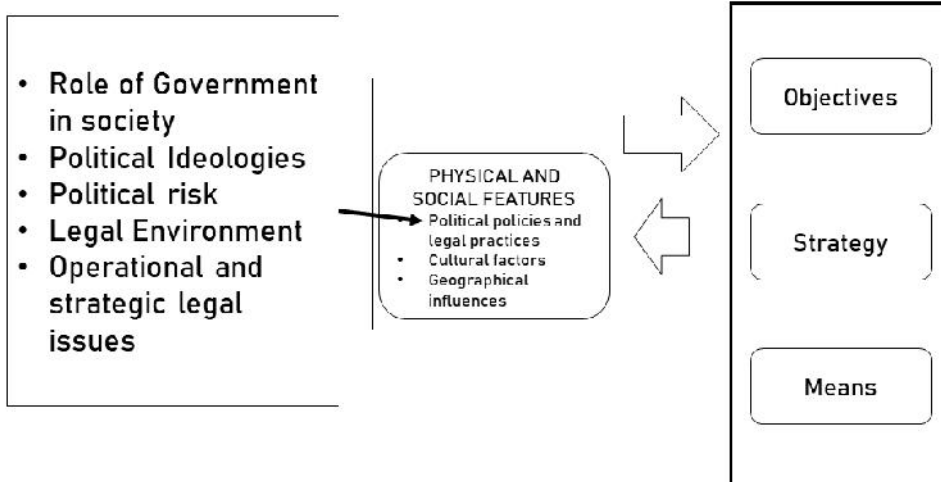 • Role of Government
in society
• Political Ideologies
• Political risk
• Legal Environment
• Operational and
strategic legal
issues
PHYSICAL AND
SOCIAL FEATURES
• Political policies and
legal practices
• Cultural factors
• Geographical
influences
Objectives
Strategy
Means